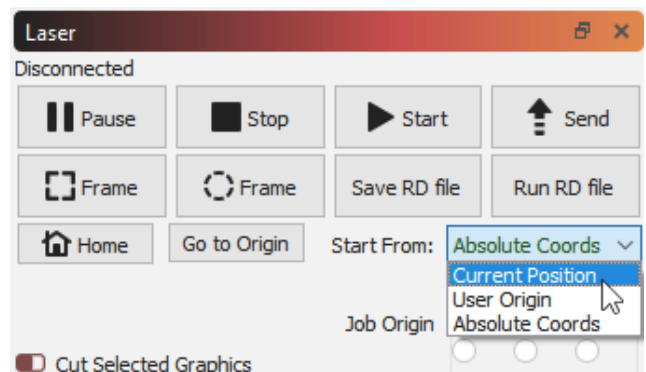 Laser
Disconnected
Pause Stop Start Send
Frame Frame Save RD file Run RD file
Home Go to Origin Start From: Absolute Coords
Current Position
User Origin
Job Origin Absolute Coords
Cut Selected Graphics